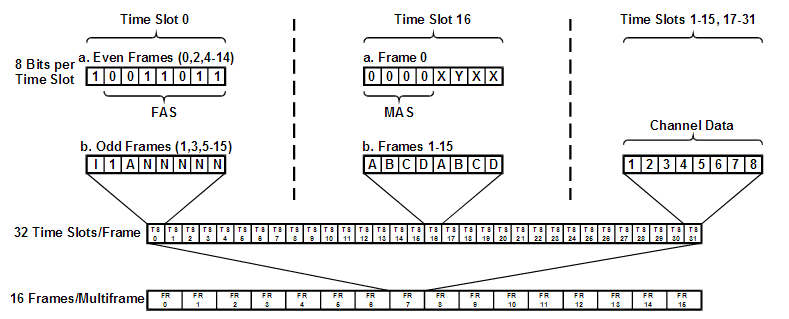 Time Slot 0
Time Slot 16
Time Slots 1-15, 17-31
8 Bits per
Time Slot
a. Even Frames (0,2,4-14)
1 0 0 1 1 0 1 1
FAS
a. Frame 0
0 0 0 0 X Y X X
MAS
b. Odd Frames (1,3,5-15)
I 1 A N N N N N
b. Frames 1-15
A B C D A B C D
Channel Data
1 2 3 4 5 6 7 8
32 Time Slots/Frame
TS TS TS TS TS TS TS TS TS TS TS TS TS TS TS TS TS TS TS TS TS TS TS TS TS TS TS TS TS TS TS TS
0 1 2 3 4 5 6 7 8 9 10 11 12 13 14 15 16 17 18 19 20 21 22 23 24 25 26 27 28 29 30 31
16 Frames/Multiframe
FR FR FR FR FR FR FR FR FR FR FR FR FR FR FR FR
0 1 2 3 4 5 6 7 8 9 10 11 12 13 14 15